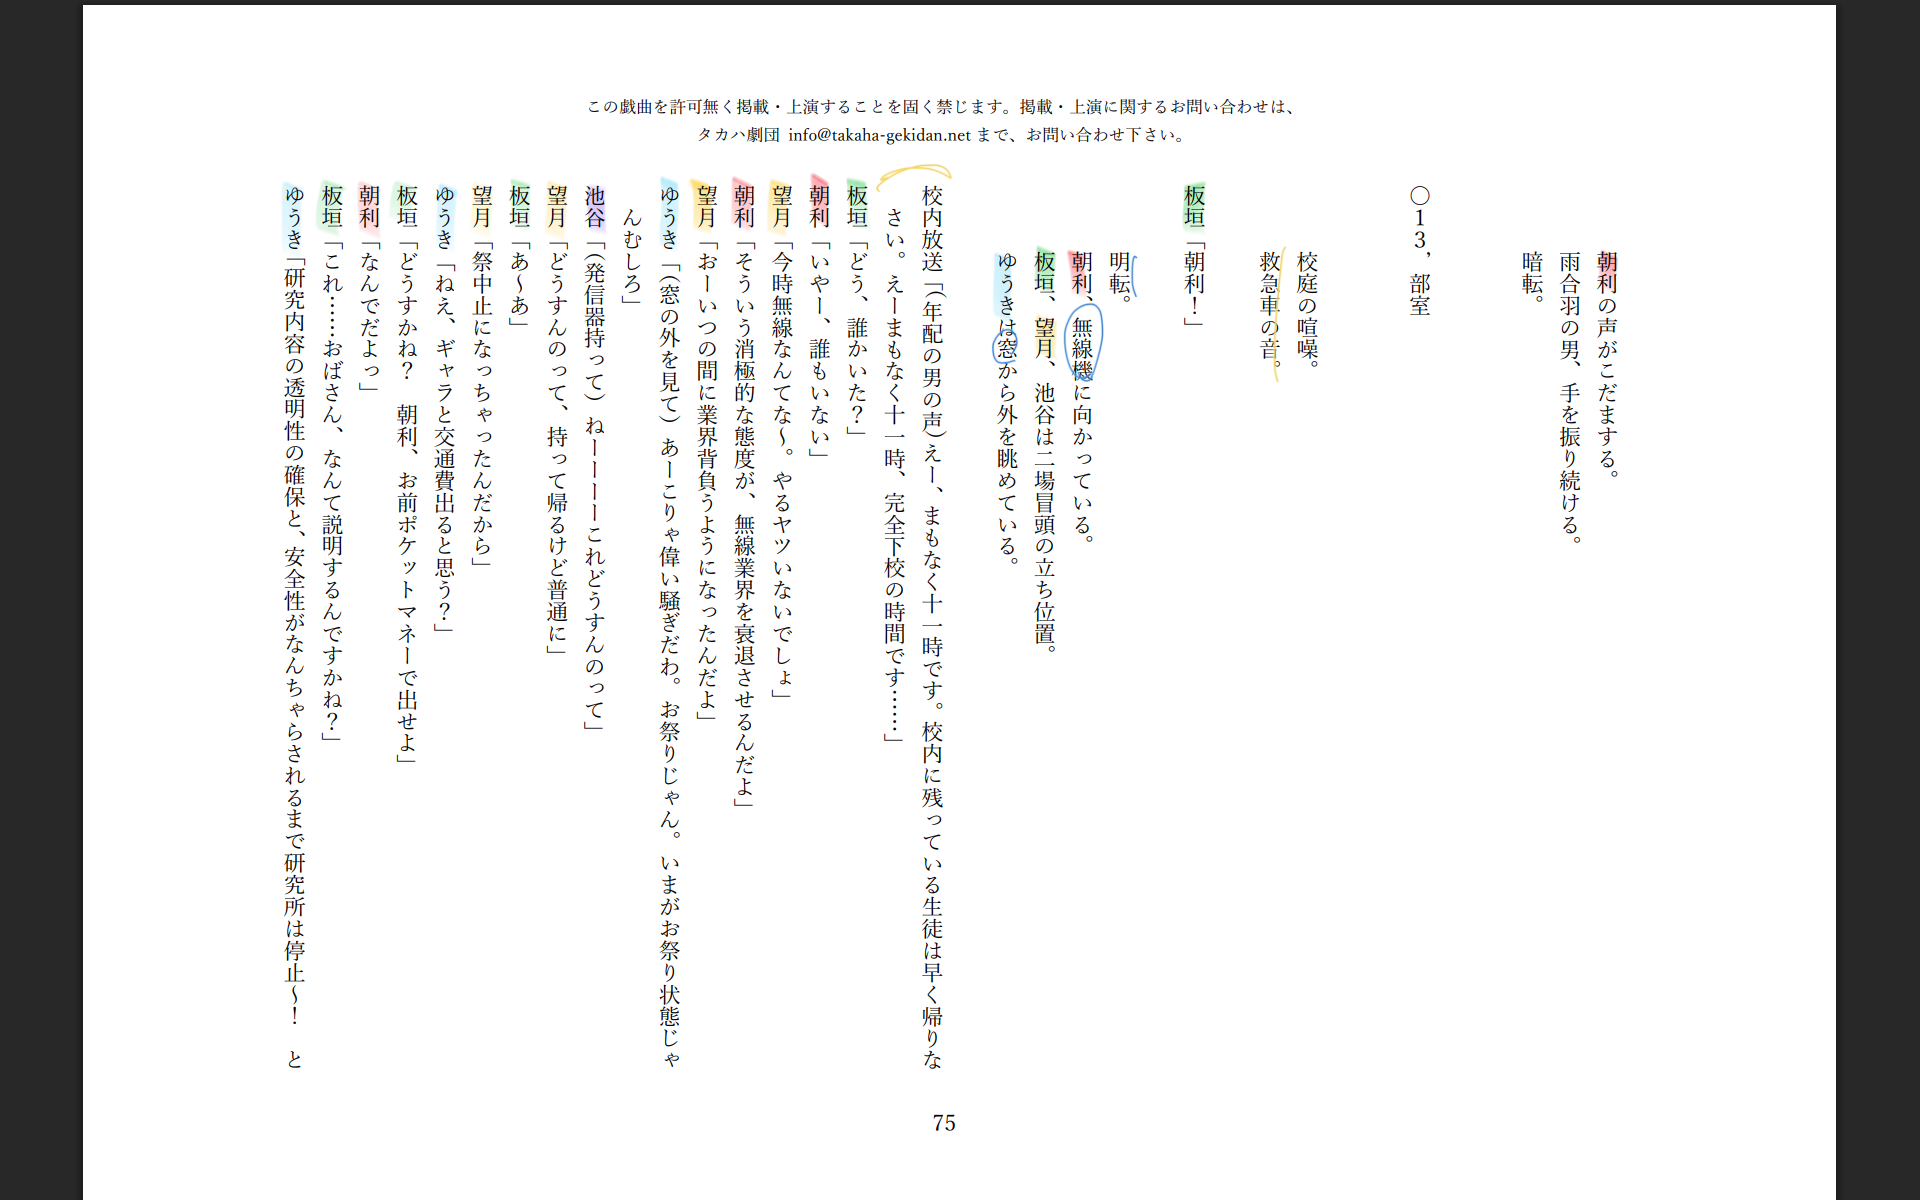 この戯曲を許可無く掲載・上演することを固く禁じます。掲載・上演に関するお問い合わせは、
タカハ劇団 info@takaha-gekidan.net まで、お問い合わせ下さい。
朝利の声がこだまする。
雨合羽の男、手を振り続ける。
暗転。
○13，部室
校庭の喧噪。
救急車の音。
板垣「朝利！」
明転。
朝利、無線機に向かっている。
板垣、望月、池谷は二場冒頭の立ち位置。
ゆうきは窓から外を眺めている。
校内放送「（年配の男の声）えー、まもなく十一時です。校内に残っている生徒は早く帰りな
さい。えーまもなく十一時、完全下校の時間です……」
板垣「どう、誰かいた？」
朝利「いやー、誰もいない」
望月「今時無線なんてな～。やるヤツいないでしょ」
朝利「そういう消極的な態度が、無線業界を衰退させるんだよ」
望月「おーいつの間に業界背負うようになったんだよ」
ゆうき「（窓の外を見て）あーこりゃ偉い騒ぎだわ。お祭りじゃん。いまがお祭り状態じゃ
んむしろ」
池谷「（発信器持って）ねーーーーーこれどうすんのって」
望月「どうすんのって、持って帰るけど普通に」
板垣「あ～あ」
望月「祭中止になっちゃったんだから」
ゆうき「ねえ、ギャラと交通費出ると思う？」
板垣「どうすかね？　朝利、お前ポケットマネーで出せよ」
朝利「なんでだよっ」
板垣「これ……おばさん、なんて説明するんですかね？」
ゆうき「研究内容の透明性の確保と、安全性がなんちゃらされるまで研究所は停止～！　と
75